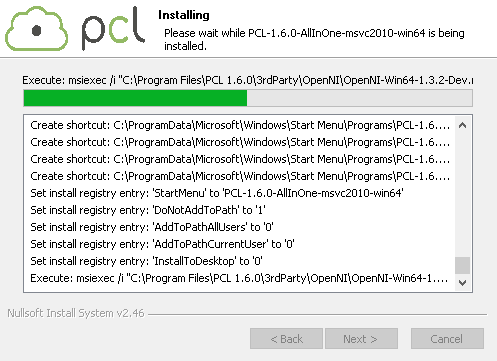 pcl
Installing
Please wait while PCL-1.6.0-AllInOne-msvc2010-win64 is being
installed.
Execute: msiexec /i "C:\Program Files\PCL 1.6.0\3rdParty\OpenNI\OpenNI-Win64-1.3.2-Dev.
Create shortcut: C:\ProgramData\Microsoft\Windows\Start Menu\Programs\PCL-1.6....
Create shortcut: C:\ProgramData\Microsoft\Windows\Start Menu\Programs\PCL-1.6....
Create shortcut: C:\ProgramData\Microsoft\Windows\Start Menu\Programs\PCL-1.6....
Create shortcut: C:\ProgramData\Microsoft\Windows\Start Menu\Programs\PCL-1.6....
Set install registry entry: 'StartMenu' to 'PCL-1.6.0-AllInOne-msvc2010-win64'
Set install registry entry: 'DoNotAddToPath' to '1'
Set install registry entry: 'AddToPathAllUsers' to '0'
Set install registry entry: 'AddToPathCurrentUser' to '0'
Set install registry entry: 'InstallToDesktop' to '0'
Execute: msiexec /i "C:\Program Files\PCL 1.6.0\3rdParty\OpenNI\OpenNI-Win64-1....
Nullsoft Install System v2.46
< Back
Next >
Cancel